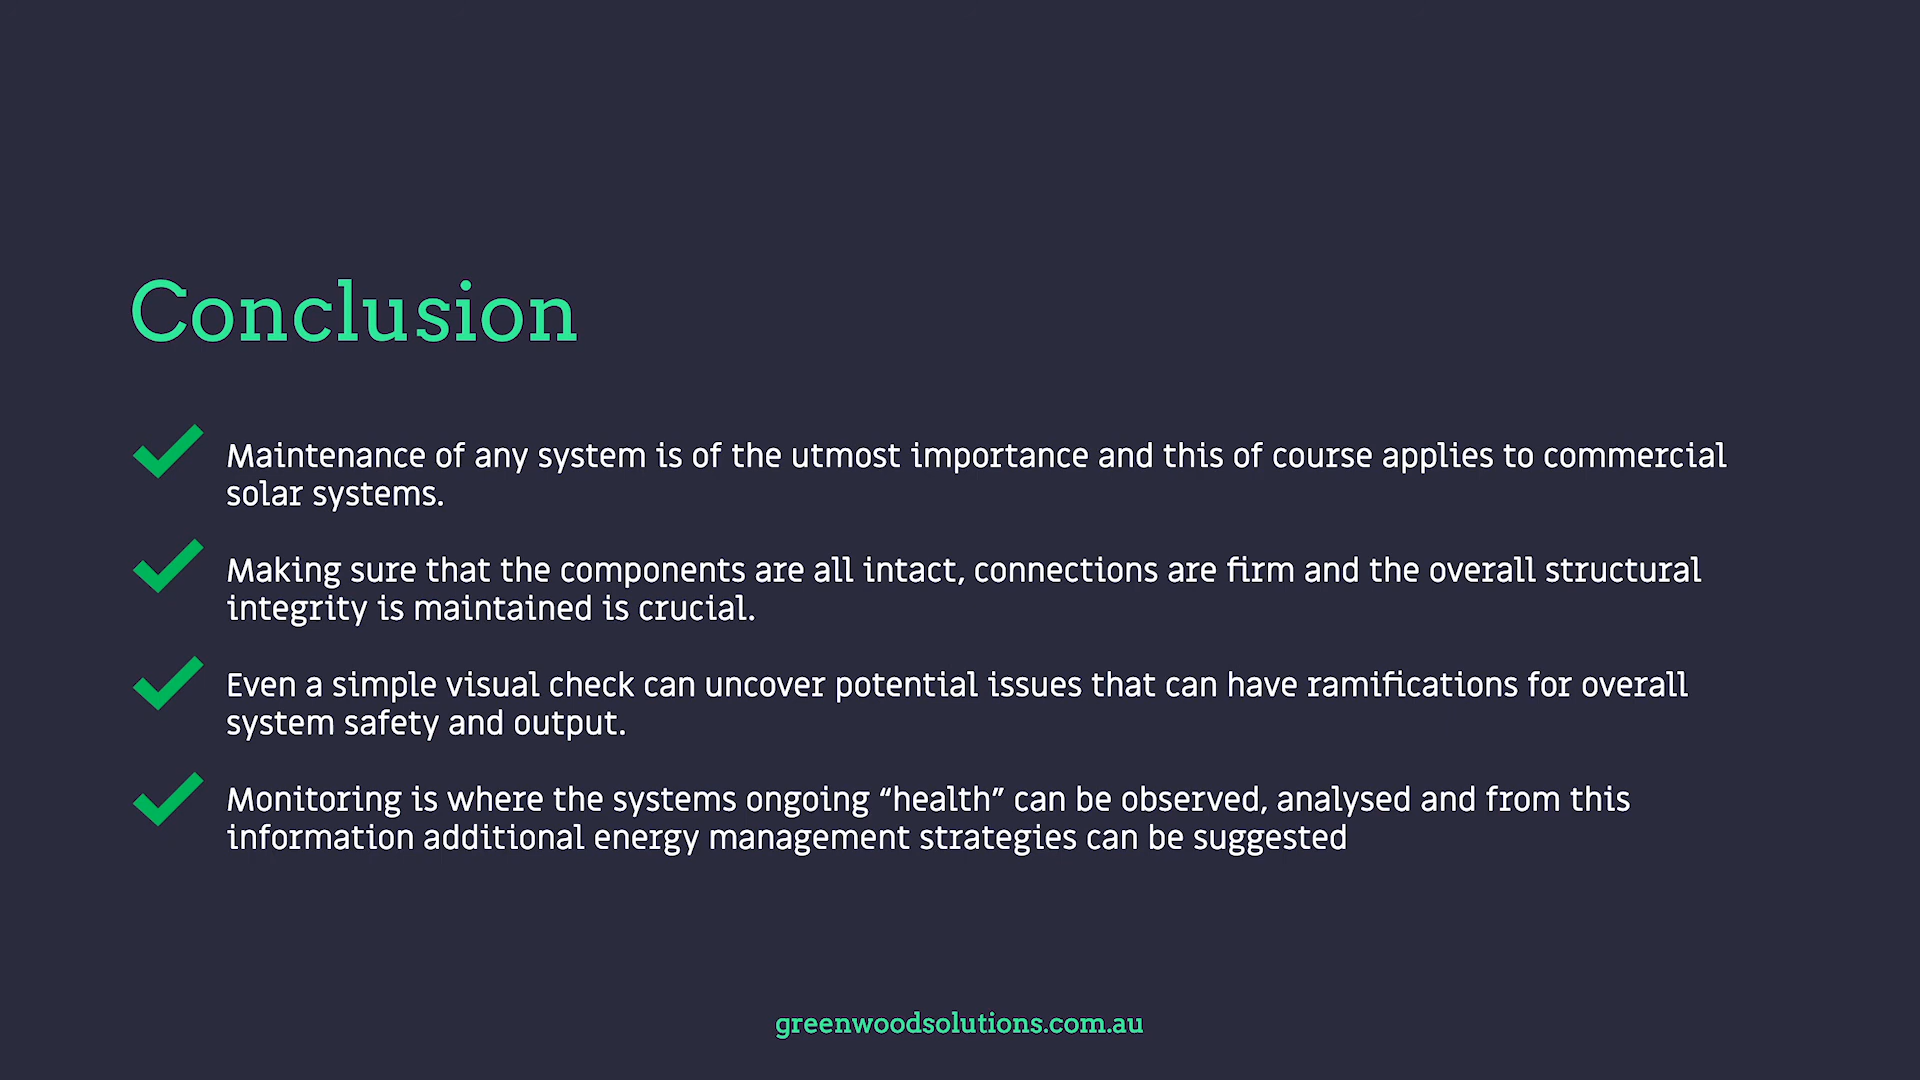 Conclusion
Maintenance of any system is of the utmost importance and this of course applies to commercial
solar systems.
Making sure that the components are all intact, connections are firm and the overall structural
integrity is maintained is crucial.
Even a simple visual check can uncover potential issues that can have ramifications for overall
system safety and output.
Monitoring is where the systems ongoing “health” can be observed, analysed and from this
information additional energy management strategies can be suggested
greenwoodsolutions.com.au